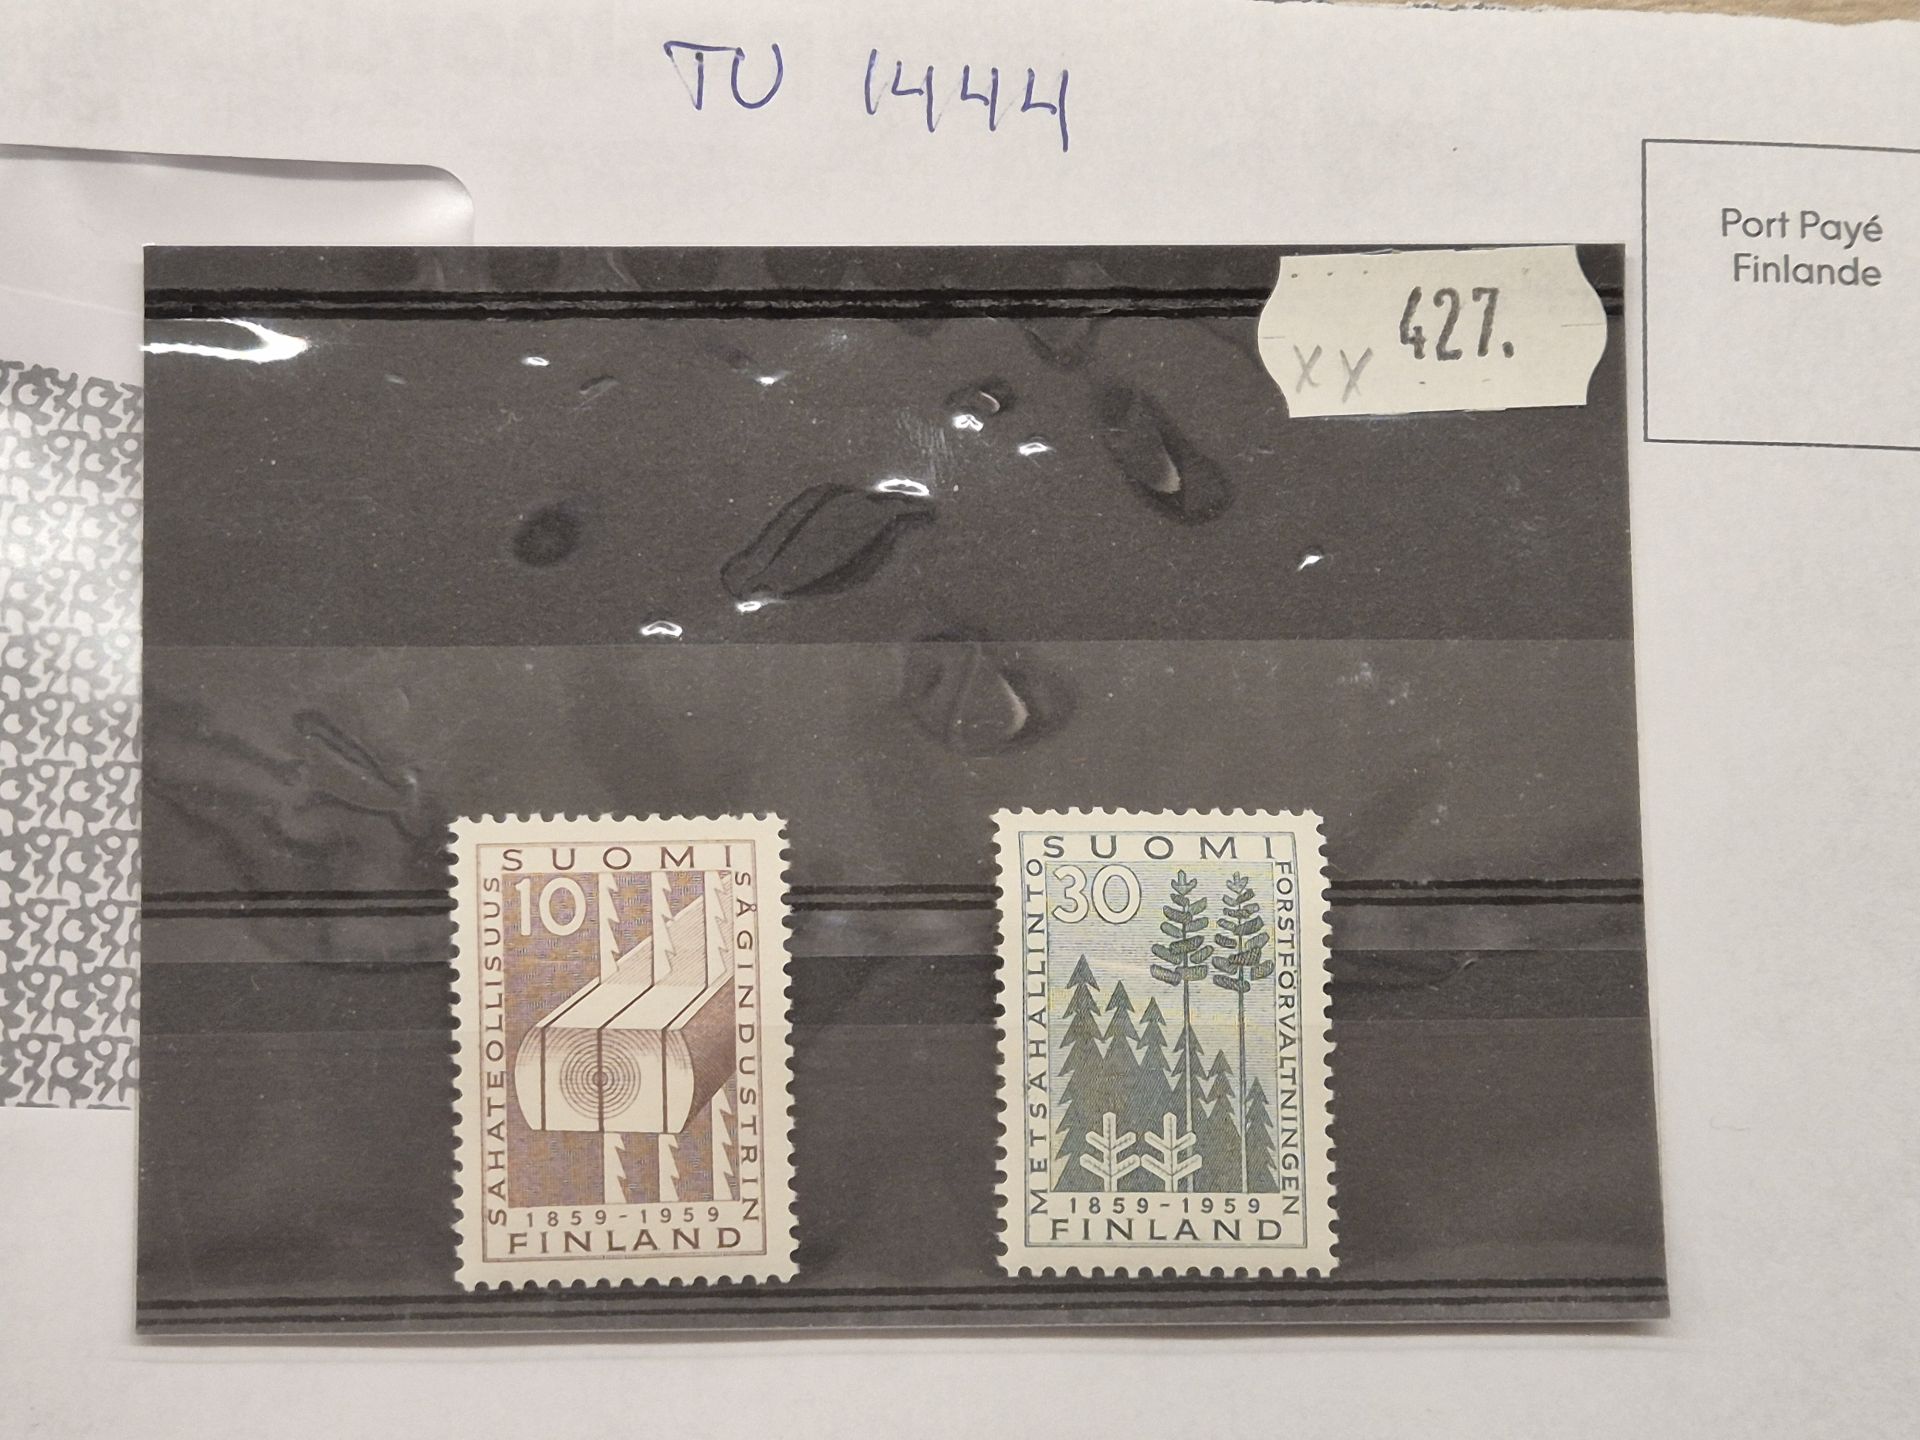 TU 1444
Port Payé
Finlande
427.
XX
SUOMI
10
SAHATEOLLISUUS
SÅGINDUSTRIN
1859-1959
FINLAND
SUOMI
30
METSÄHALLINTO
FORSTFÖRVALTNINGEN
1859-1959
FINLAND